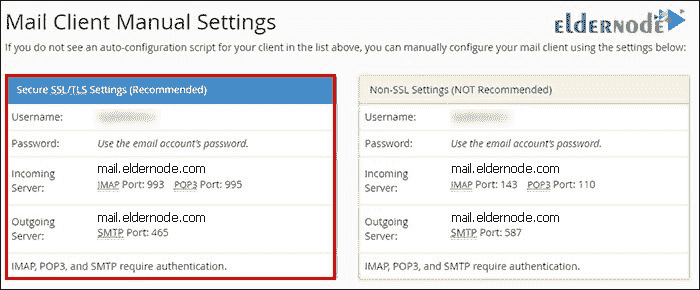 Mail Client Manual Settings
eLDERNODE
If you do not see an auto-configuration script for your client in the list above, you can manually configure your mail client using the settings below:
Secure SSL/TLS Settings (Recommended)
Username:
Password: Use the email account's password.
Incoming Server: mail.eldernode.com
IMAP Port: 993 POP3 Port: 995
Outgoing Server: mail.eldernode.com
SMTP Port: 465
IMAP, POP3, and SMTP require authentication.
Non-SSL Settings (NOT Recommended)
Username:
Password: Use the email account's password.
Incoming Server: mail.eldernode.com
IMAP Port: 143 POP3 Port: 110
Outgoing Server: mail.eldernode.com
SMTP Port: 587
IMAP, POP3, and SMTP require authentication.